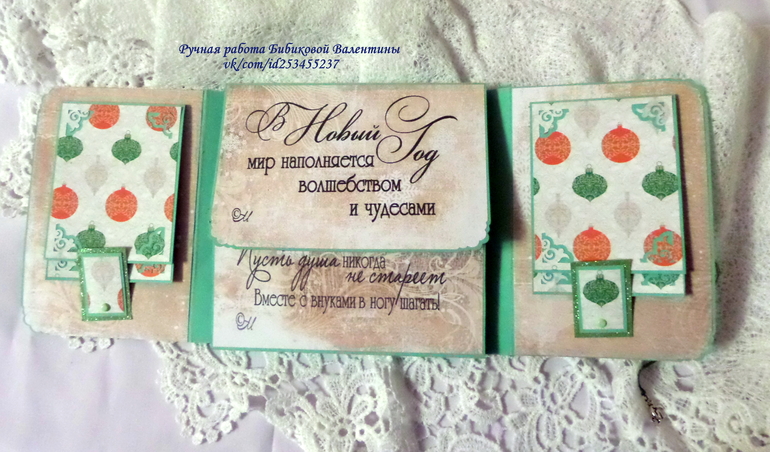 Ручная работа Бибиковой Валентины
vk/com/id253455237
В Новый Год
мир наполняется
волшебством
и чудесами
Пусть душа никогда
не стареет
Вместе с внуками в ногу шагать!